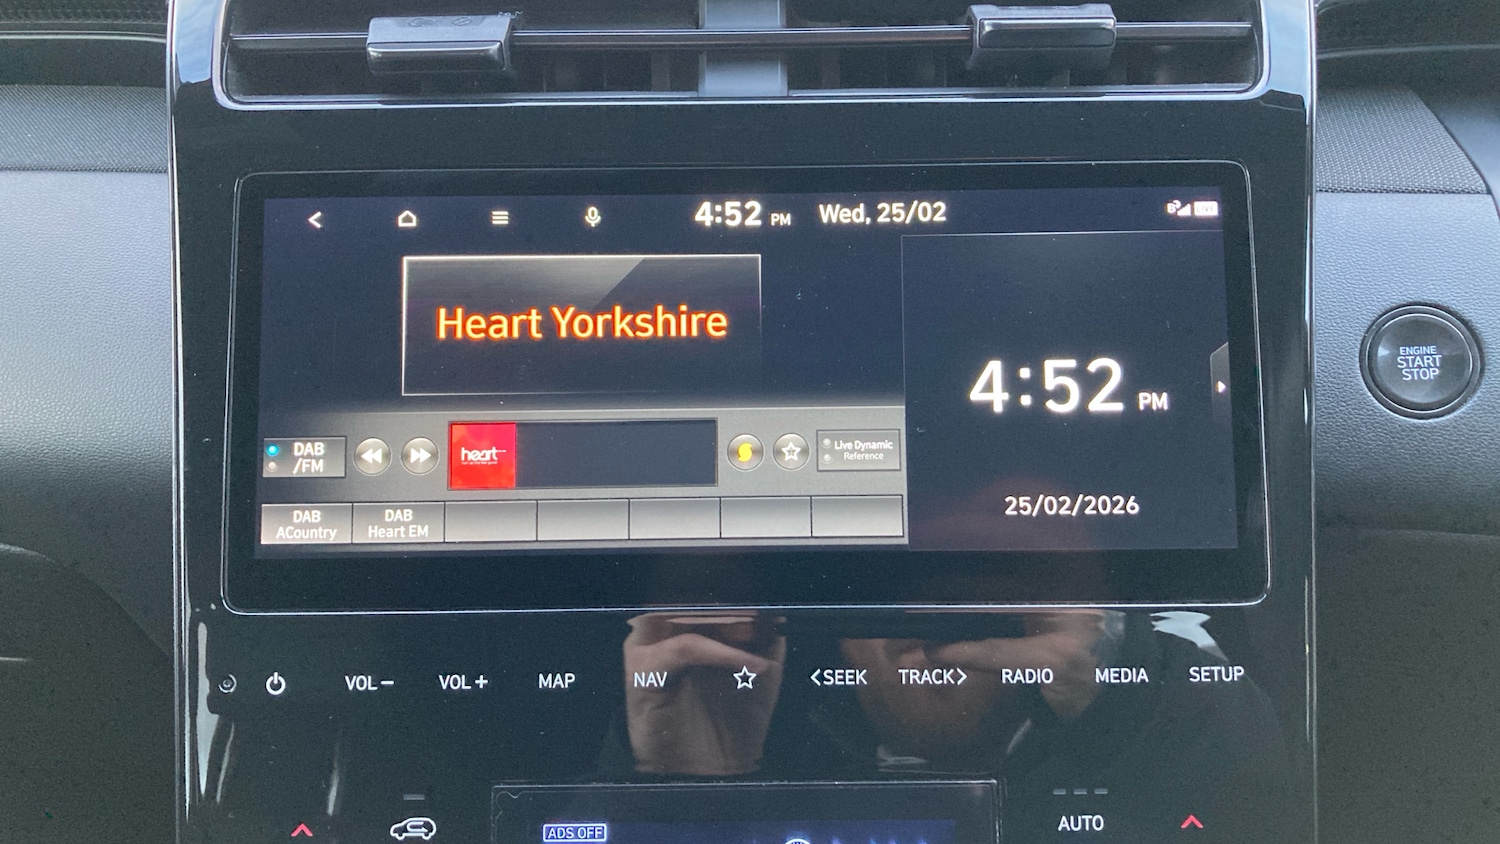 4:52 PM Wed, 25/02
Heart Yorkshire
4:52 PM
25/02/2026
DAB
/FM
heart
Live Dynamic
Reference
DAB
ACountry
DAB
Heart EM
ENGINE
START
STOP
VOL− VOL+ MAP NAV <SEEK TRACK> RADIO MEDIA SETUP
ADS OFF
AUTO